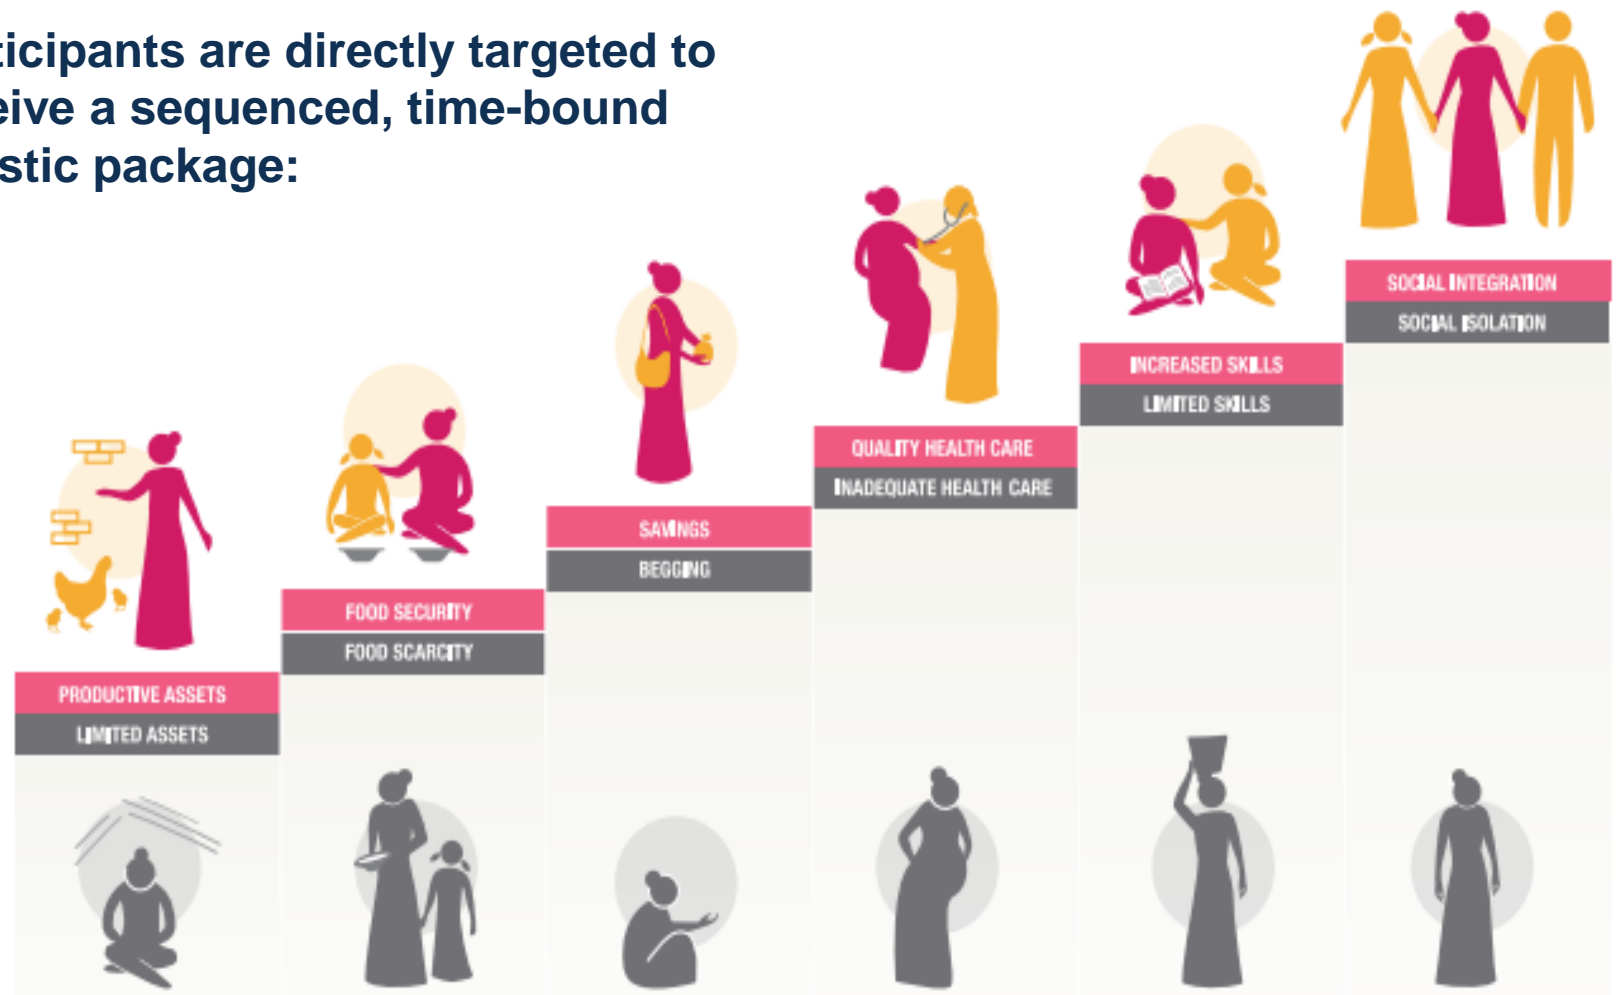 ticipants are directly targeted to
eive a sequenced, time-bound
stic package:
SOCIAL INTEGRATION
SOCIAL ISOLATION
INCREASED SKILLS
LIMITED SKILLS
QUALITY HEALTH CARE
INADEQUATE HEALTH CARE
SAVINGS
BEGGING
FOOD SECURITY
FOOD SCARCITY
PRODUCTIVE ASSETS
LIMITED ASSETS